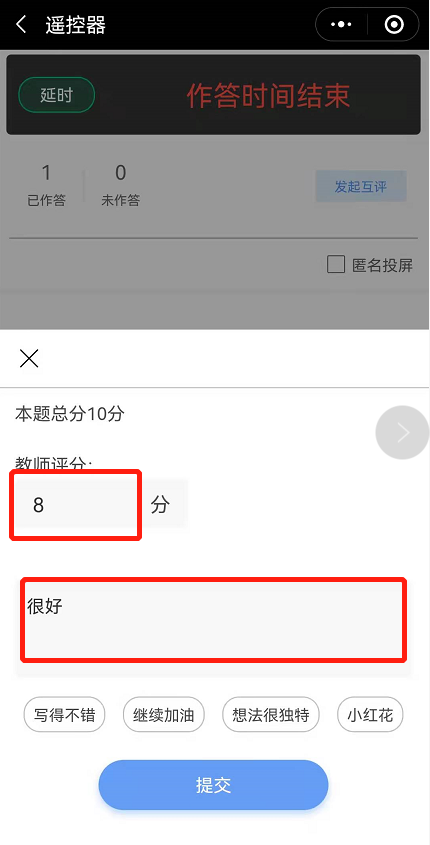 遥控器
延时
作答时间结束
1
0
已作答
未作答
发起互评
匿名投屏
本题总分10分
教师评分:
8
分
很好
写得不错
继续加油
想法很独特
小红花
提交